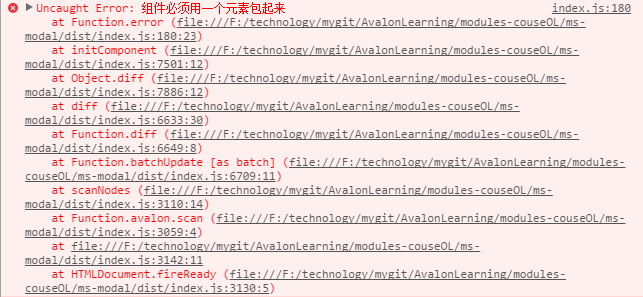 Uncaught Error: 组件必须用一个元素包起来 index.js:180
at Function.error (file:///F:/technology/mygit/AvalonLearning/modules-couseOL/ms-
modal/dist/index.js:180:23)
at initComponent (file:///F:/technology/mygit/AvalonLearning/modules-couseOL/ms-
modal/dist/index.js:7501:12)
at Object.diff (file:///F:/technology/mygit/AvalonLearning/modules-couseOL/ms-
modal/dist/index.js:7886:12)
at diff (file:///F:/technology/mygit/AvalonLearning/modules-couseOL/ms-
modal/dist/index.js:6633:30)
at Function.diff (file:///F:/technology/mygit/AvalonLearning/modules-couseOL/ms-
modal/dist/index.js:6649:8)
at Function.batchUpdate [as batch] (file:///F:/technology/mygit/AvalonLearning/modules-
couseOL/ms-modal/dist/index.js:6709:11)
at scanNodes (file:///F:/technology/mygit/AvalonLearning/modules-couseOL/ms-
modal/dist/index.js:3110:14)
at Function.avalon.scan (file:///F:/technology/mygit/AvalonLearning/modules-couseOL/ms-
modal/dist/index.js:3059:4)
at file:///F:/technology/mygit/AvalonLearning/modules-couseOL/ms-
modal/dist/index.js:3142:11
at HTMLDocument.fireReady (file:///F:/technology/mygit/AvalonLearning/modules-
couseOL/ms-modal/dist/index.js:3130:5)